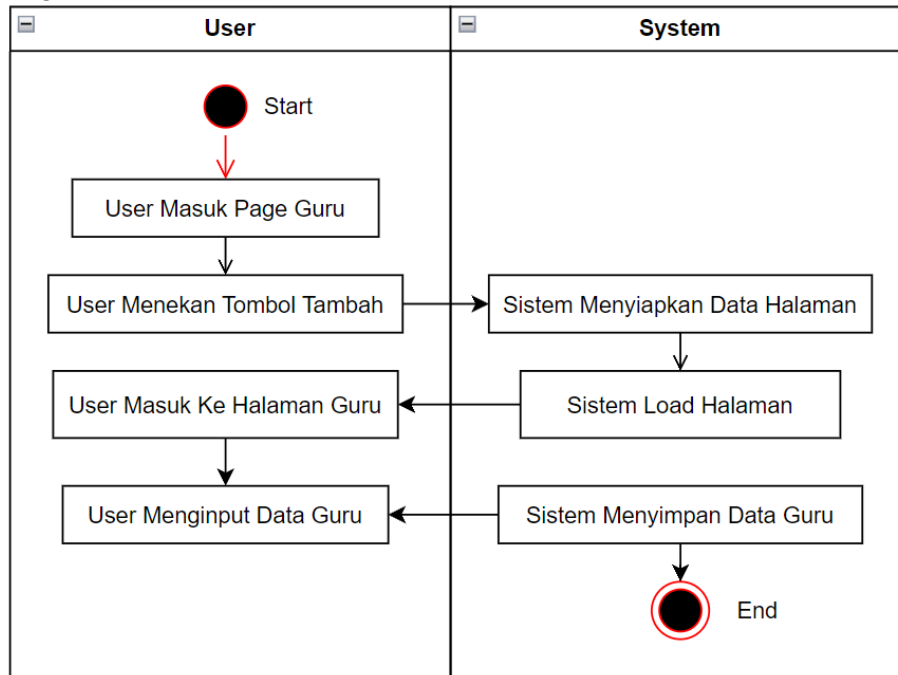 User
System
Start
User Masuk Page Guru
User Menekan Tombol Tambah
Sistem Menyiapkan Data Halaman
User Masuk Ke Halaman Guru
Sistem Load Halaman
User Menginput Data Guru
Sistem Menyimpan Data Guru
End